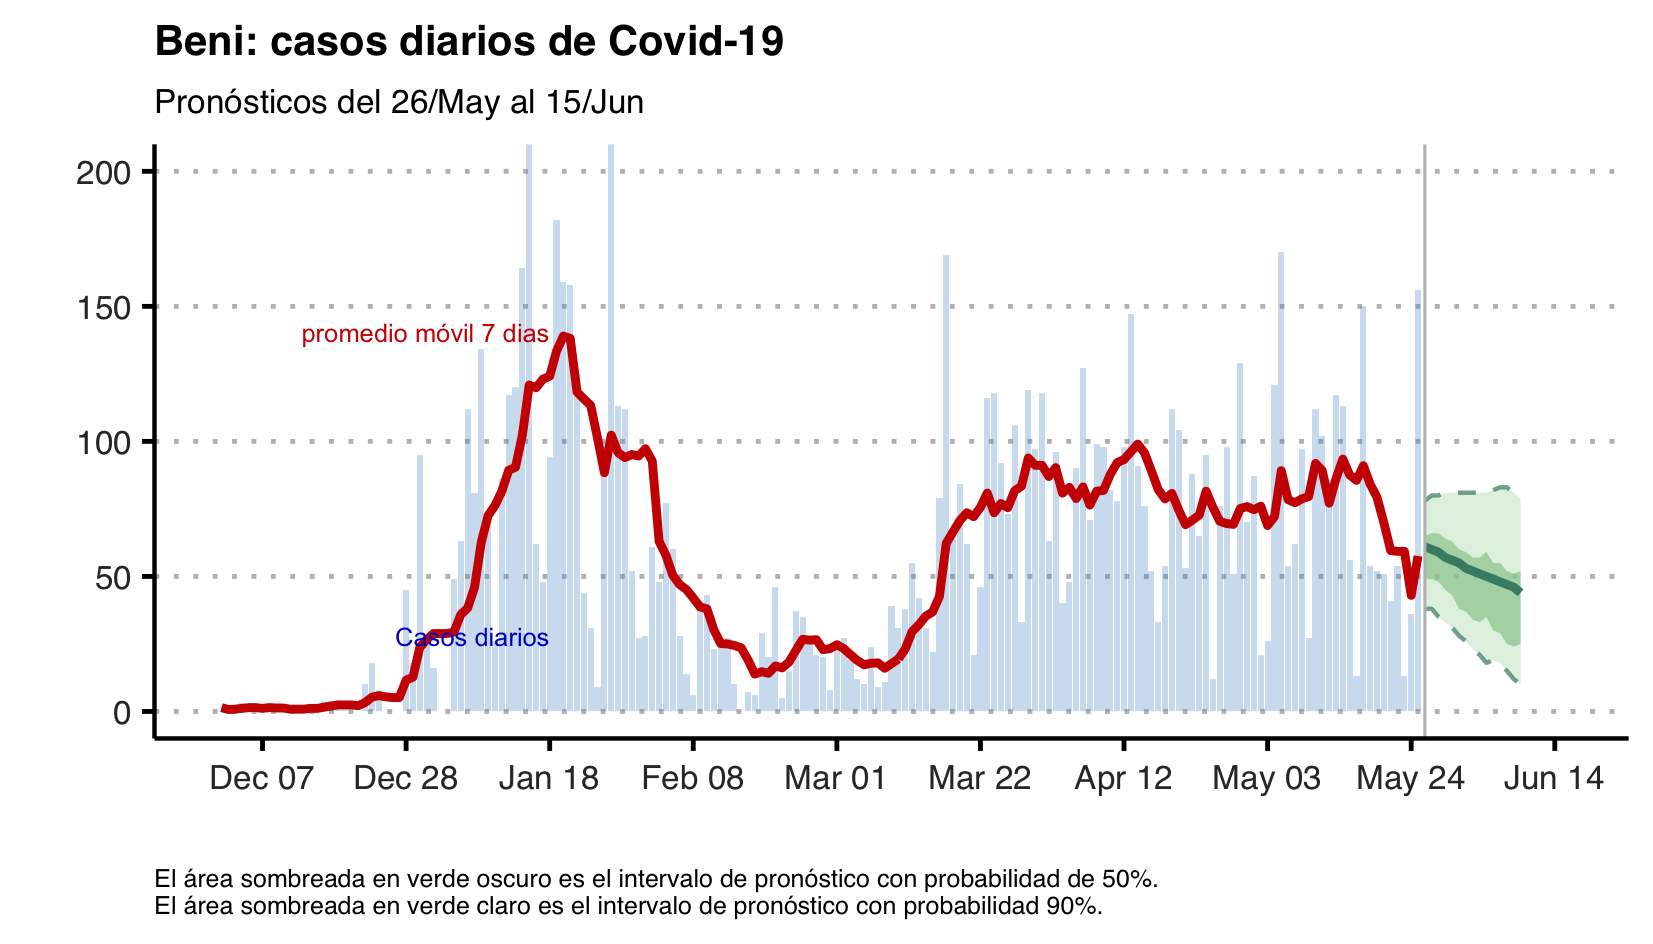 Beni: casos diarios de Covid-19
Pronósticos del 26/May al 15/Jun
200
150
promedio móvil 7 dias
100
50
Casos diarios
0
Dec 07 Dec 28 Jan 18 Feb 08 Mar 01 Mar 22 Apr 12 May 03 May 24 Jun 14
El área sombreada en verde oscuro es el intervalo de pronóstico con probabilidad de 50%.
El área sombreada en verde claro es el intervalo de pronóstico con probabilidad 90%.